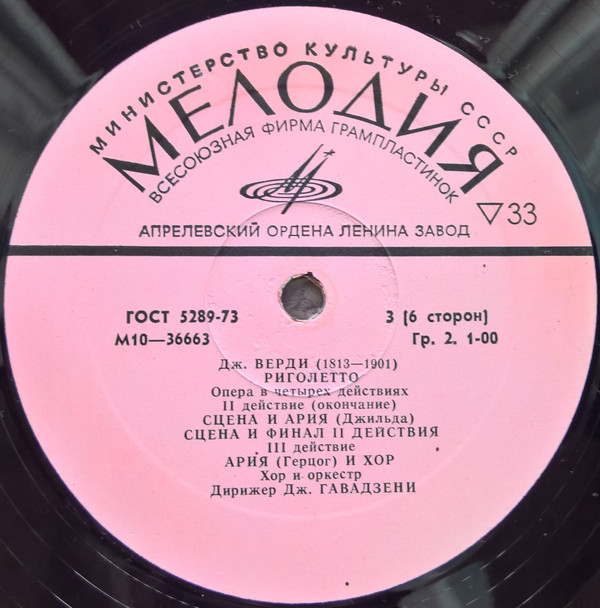 МИНИСТЕРСТВО КУЛЬТУРЫ СССР
МЕЛОДИЯ
ВСЕСОЮЗНАЯ ФИРМА ГРАМПЛАСТИНОК
▽33
АПРЕЛЕВСКИЙ ОРДЕНА ЛЕНИНА ЗАВОД
ГОСТ 5289-73 3 (6 сторон)
М10—36663 Гр. 2. 1-00
Дж. ВЕРДИ (1813—1901)
РИГОЛЕТТО
Опера в четырех действиях
II действие (окончание)
СЦЕНА И АРИЯ (Джильда)
СЦЕНА И ФИНАЛ II ДЕЙСТВИЯ
III действие
АРИЯ (Герцог) И ХОР
Хор и оркестр
Дирижер Дж. ГАВАДЗЕНИ